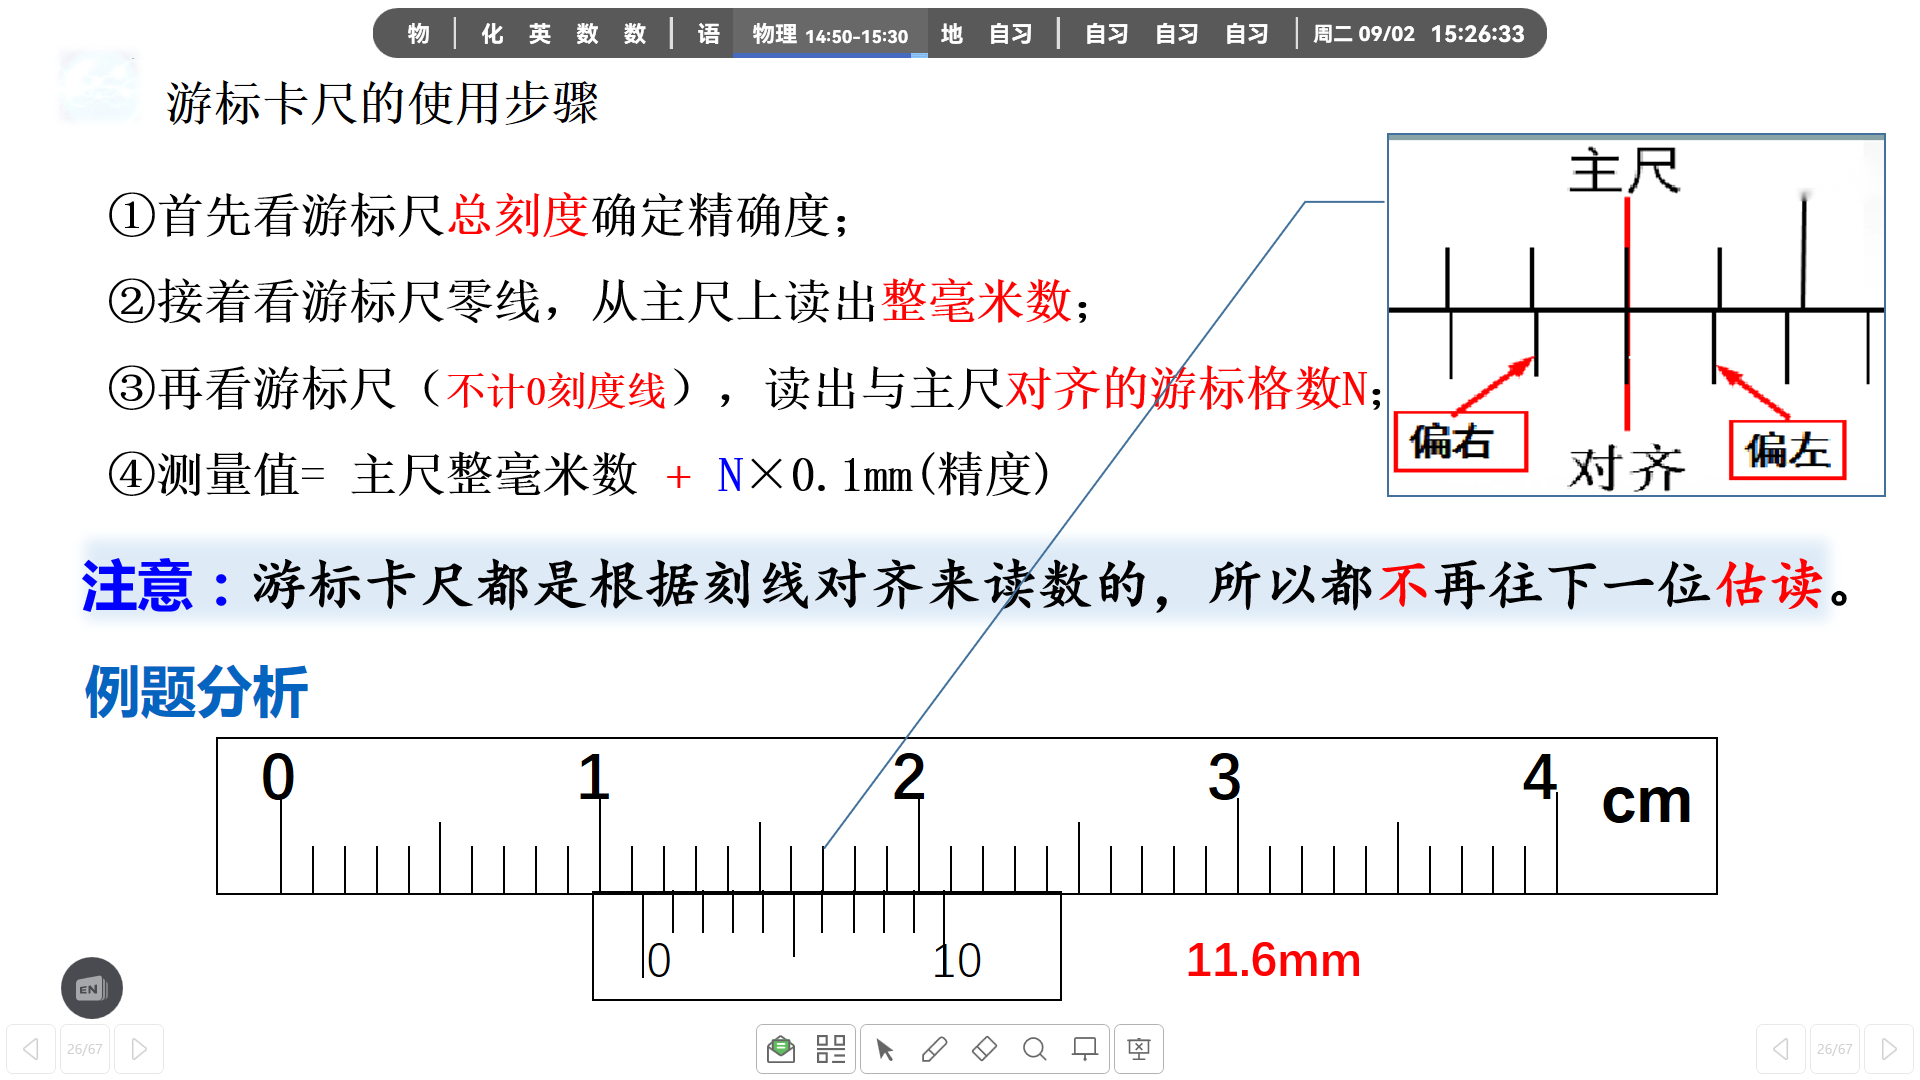 物 | 化 英 数 数 | 语 物理 14:50-15:30 地 自习 | 自习 自习 自习 | 周二 09/02 15:26:33
游标卡尺的使用步骤
①首先看游标尺总刻度确定精确度；
②接着看游标尺零线，从主尺上读出整毫米数；
③再看游标尺（不计0刻度线），读出与主尺对齐的游标格数N；
④测量值= 主尺整毫米数 + N×0.1mm(精度)
主尺
偏右
偏左
对齐
注意：游标卡尺都是根据刻线对齐来读数的，所以都不再往下一位估读。
例题分析
0 1 2 3 4 cm
0 10
11.6mm
EN
26/67
26/67